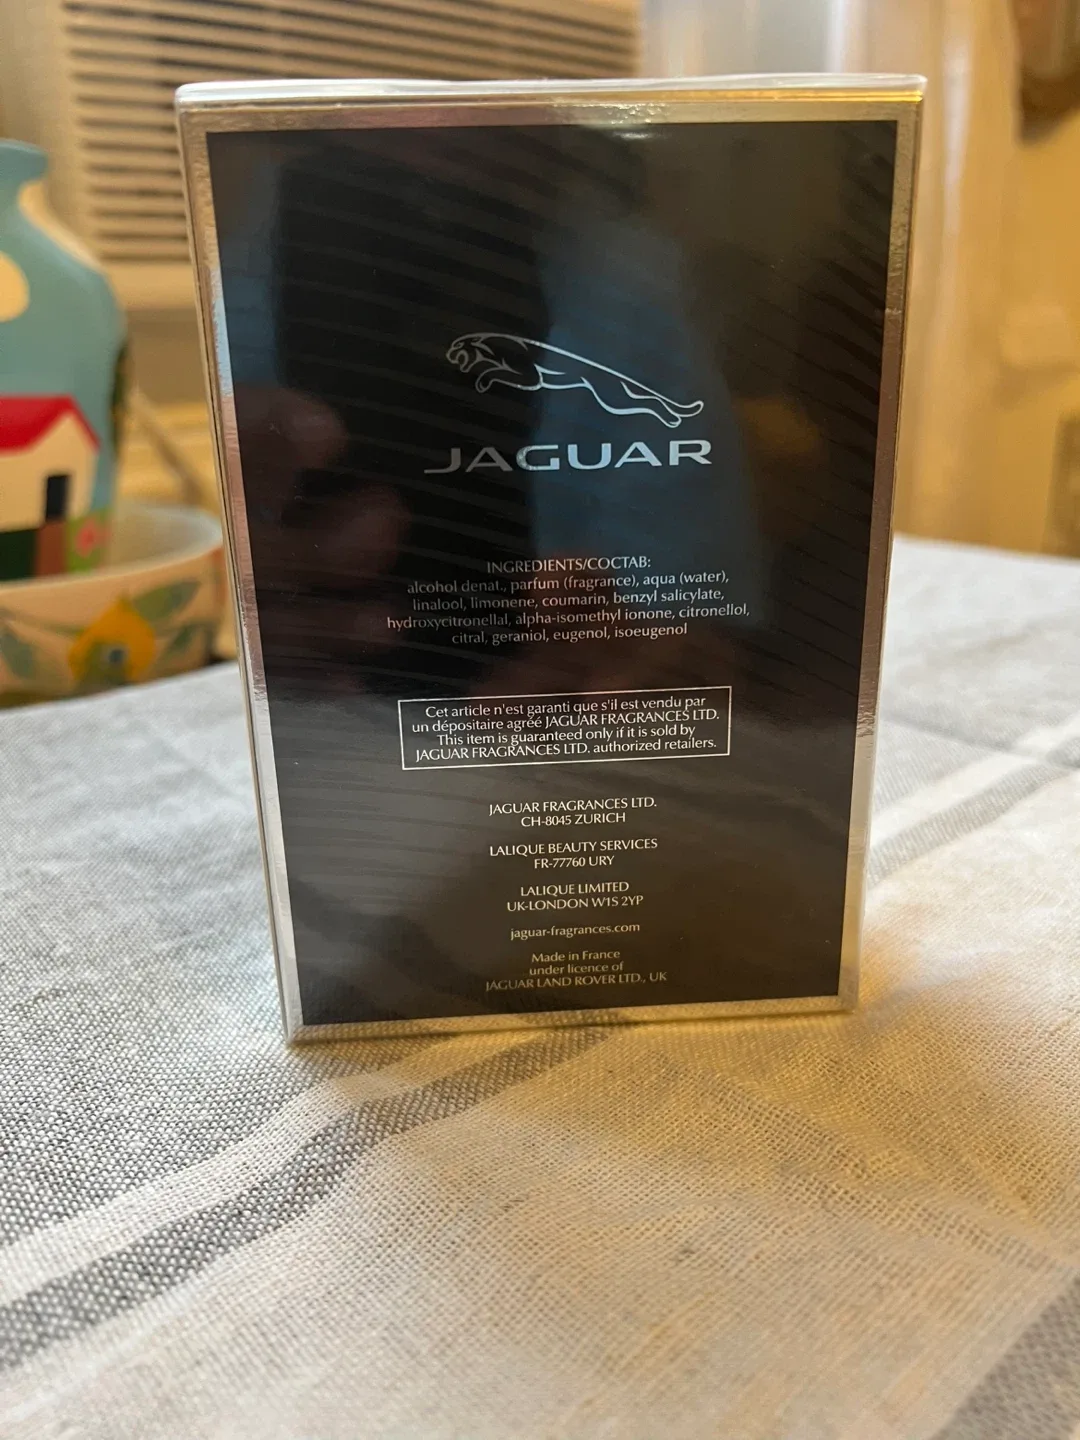 JAGUAR
INGREDIENTS/COCTAB:
alcohol denat., parfum (fragrance), aqua (water),
linalool, limonene, coumarin, benzyl salicylate,
hydroxycitronellal, alpha-isomethyl ionone, citronellol,
citral, geraniol, eugenol, isoeugenol
Cet article n'est garanti que s'il est vendu par
un dépositaire agréé JAGUAR FRAGRANCES LTD.
This item is guaranteed only if it is sold by
JAGUAR FRAGRANCES LTD. authorized retailers.
JAGUAR FRAGRANCES LTD.
CH-8045 ZURICH
LALIQUE BEAUTY SERVICES
FR-77760 URY
LALIQUE LIMITED
UK-LONDON W1S 2YP
jaguar-fragrances.com
Made in France
under licence of
JAGUAR LAND ROVER LTD., UK